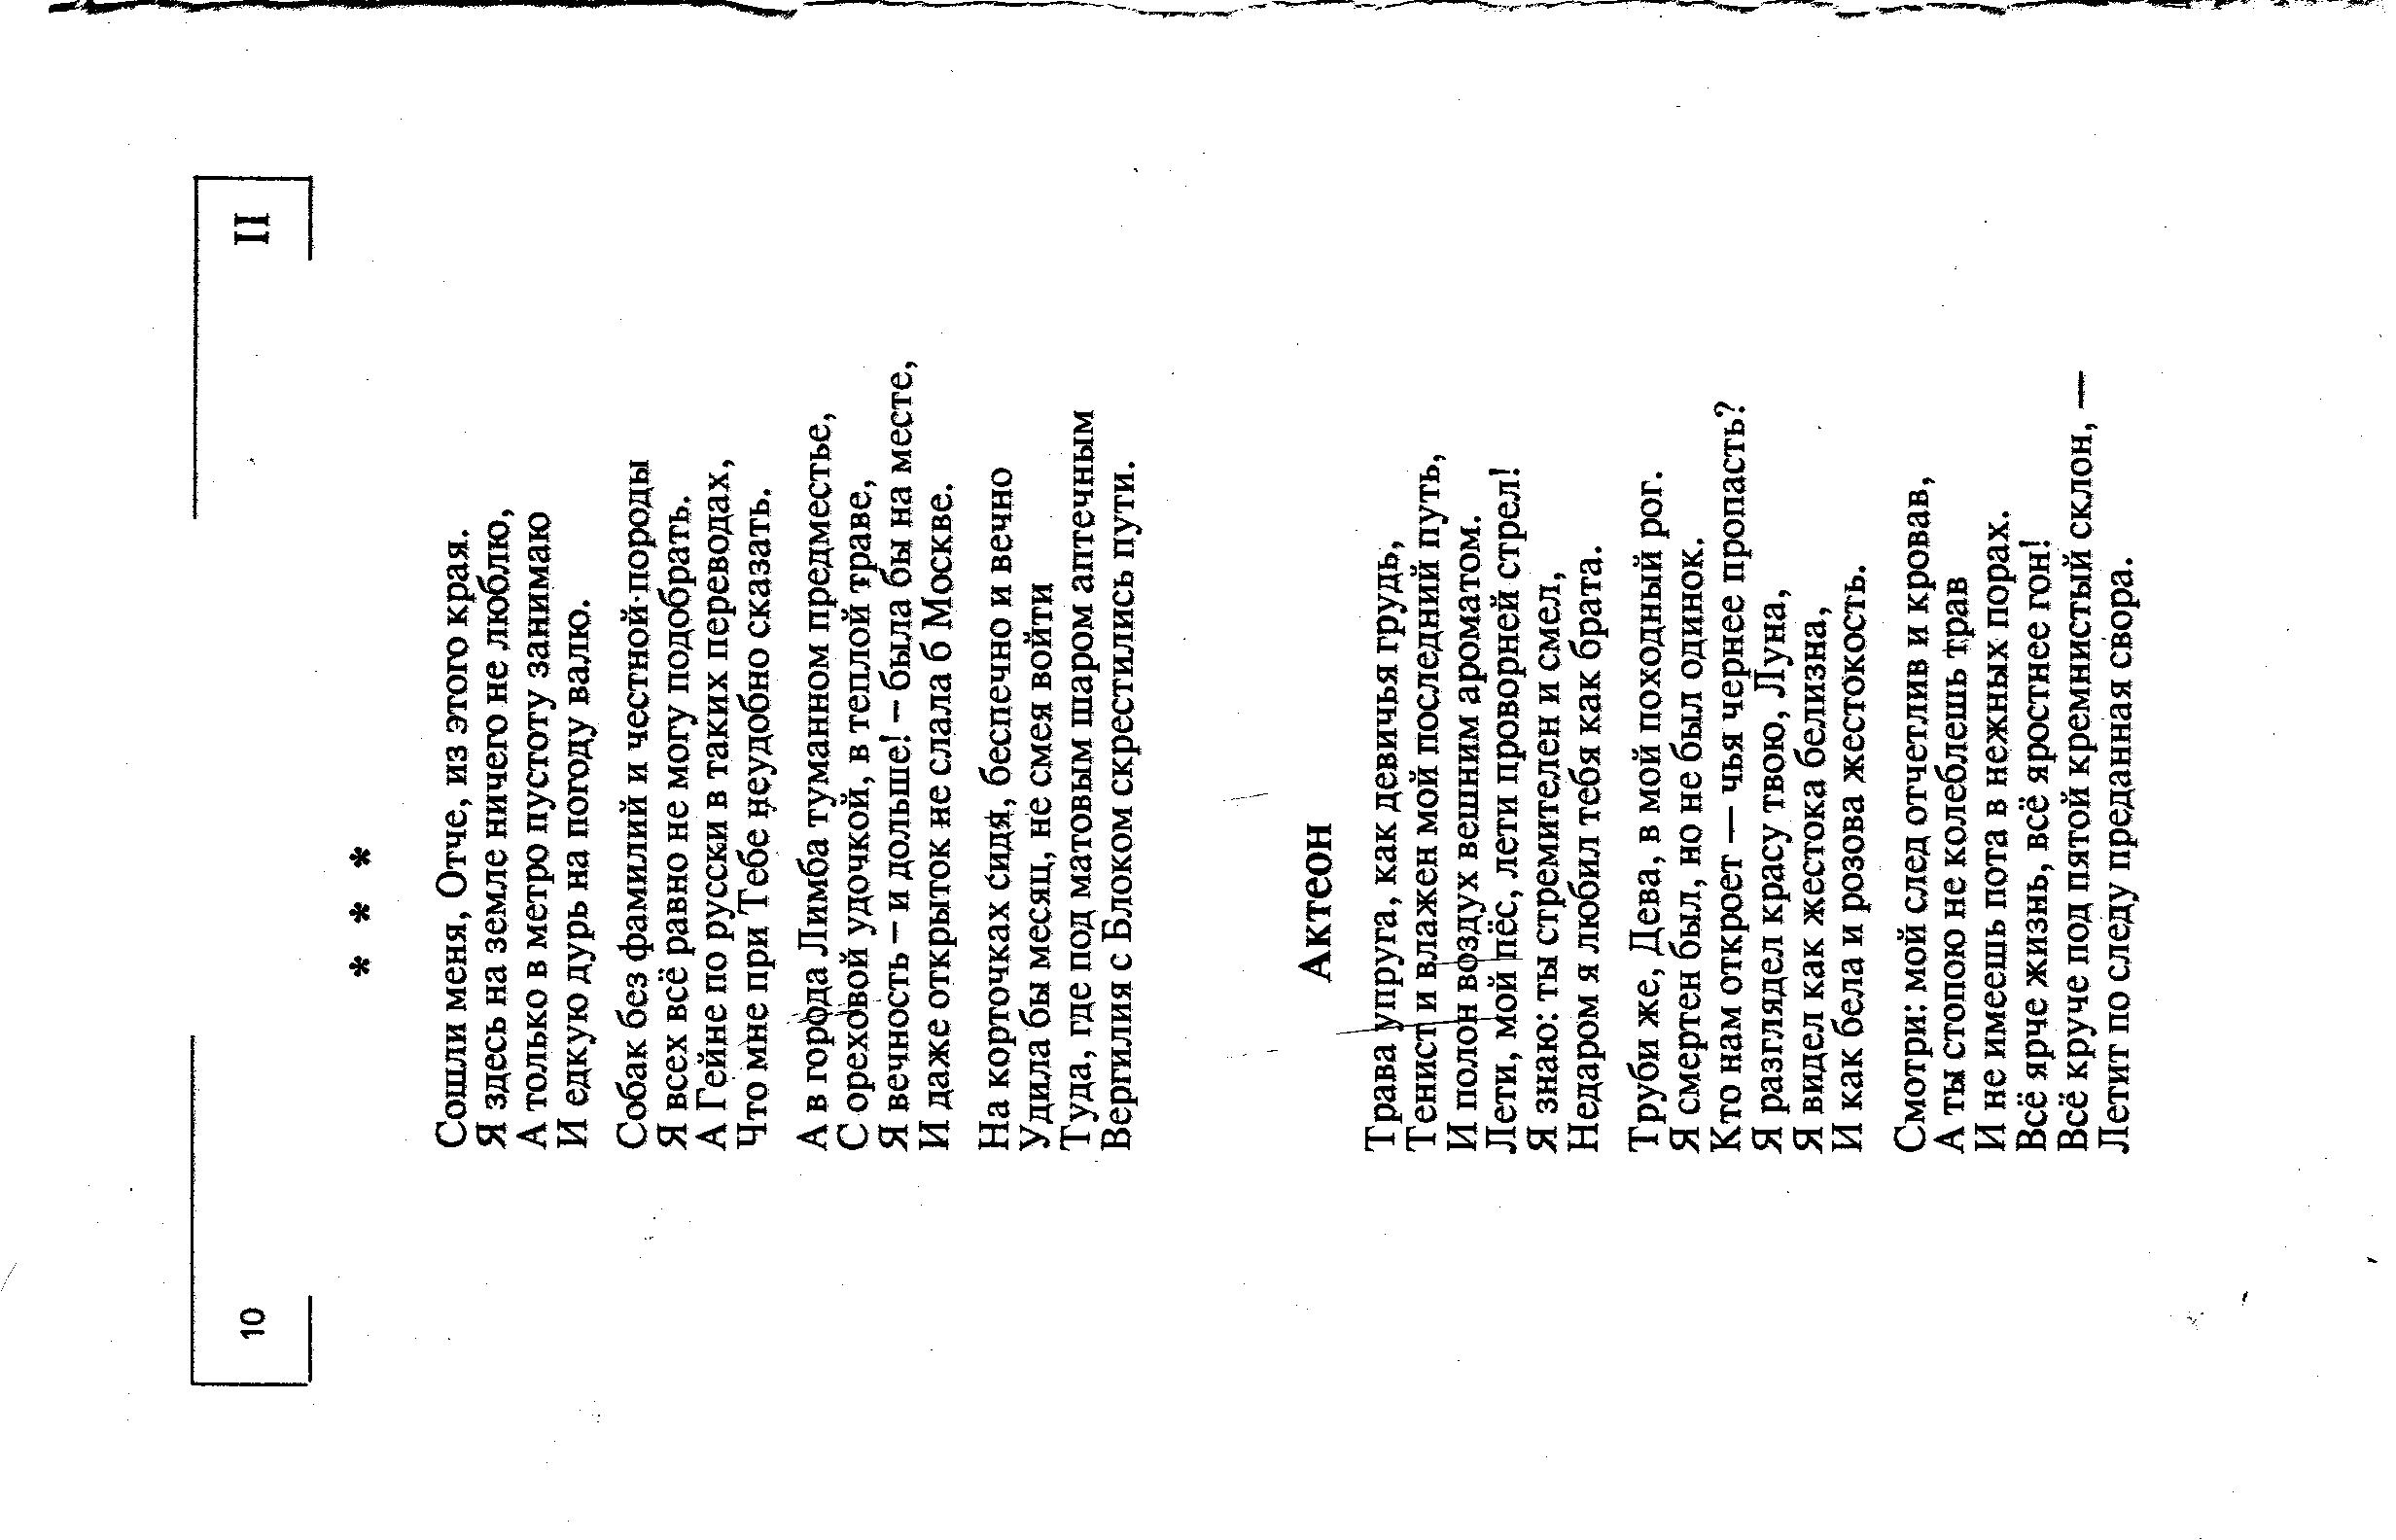 10
II
* * *
Сошли меня, Отче, из этого края.
Я здесь на земле ничего не люблю,
А только в метро пустоту занимаю
И едкую дурь на погоду валю.
Собак без фамилий и честной породы
Я всех всё равно не могу подобрать.
А Гейне по русски в таких переводах,
Что мне при Тебе неудобно сказать.
А в города Лимба туманном предместье,
С ореховой удочкой, в теплой траве,
Я вечность – и дольше! – была бы на месте,
И даже открыток не слала б Москве.
На корточках сидя, беспечно и вечно
Удила бы месяц, не смея войти
Туда, где под матовым шаром аптечным
Вергилия с Блоком скрестились пути.
Актеон
Трава упруга, как девичья грудь,
Тенист и влажен мой последний путь,
И полон воздух вешним ароматом.
Лети, мой пёс, лети проворней стрел!
Я знаю: ты стремителен и смел,
Недаром я любил тебя как брата.
Труби же, Дева, в мой походный рог.
Я смертен был, но не был одинок.
Кто нам откроет — чья чернее пропасть?
Я разглядел красу твою, Луна,
Я видел как жестока белизна,
И как бела и розова жестокость.
Смотри: мой след отчетлив и кровав,
А ты стопою не колеблешь трав
И не имеешь пота в нежных порах.
Всё ярче жизнь, всё яростнее гон!
Всё круче под пятой кремнистый склон, —
Летит по следу преданная свора.